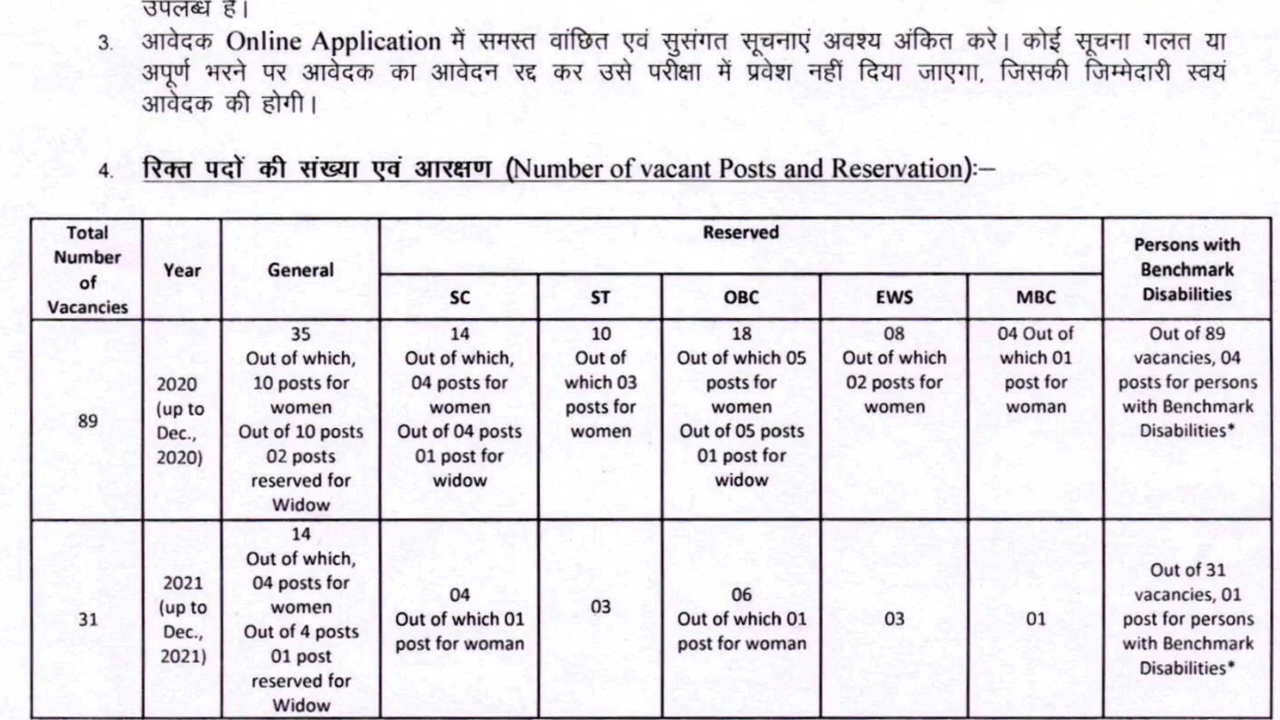 उपलब्ध है।
3. आवेदक Online Application में समस्त वांछित एवं सुसंगत सूचनाएं अवश्य अंकित करे। कोई सूचना गलत या
अपूर्ण भरने पर आवेदक का आवेदन रद्द कर उसे परीक्षा में प्रवेश नहीं दिया जाएगा, जिसकी जिम्मेदारी स्वयं
आवेदक की होगी।
4. रिक्त पदों की संख्या एवं आरक्षण (Number of vacant Posts and Reservation):–
Total
Number
of
Vacancies
Year
General
Reserved
SC
ST
OBC
EWS
MBC
Persons with
Benchmark
Disabilities
89
2020
(up to
Dec.,
2020)
35
Out of which,
10 posts for
women
Out of 10 posts
02 posts
reserved for
Widow
14
Out of which,
04 posts for
women
Out of 04 posts
01 post for
widow
10
Out of
which 03
posts for
women
18
Out of which 05
posts for
women
Out of 05 posts
01 post for
widow
08
Out of which
02 posts for
women
04 Out of
which 01
post for
woman
Out of 89
vacancies, 04
posts for persons
with Benchmark
Disabilities*
31
2021
(up to
Dec.,
2021)
14
Out of which,
04 posts for
women
Out of 4 posts
01 post
reserved for
Widow
04
Out of which 01
post for woman
03
06
Out of which 01
post for woman
03
01
Out of 31
vacancies, 01
post for persons
with Benchmark
Disabilities*